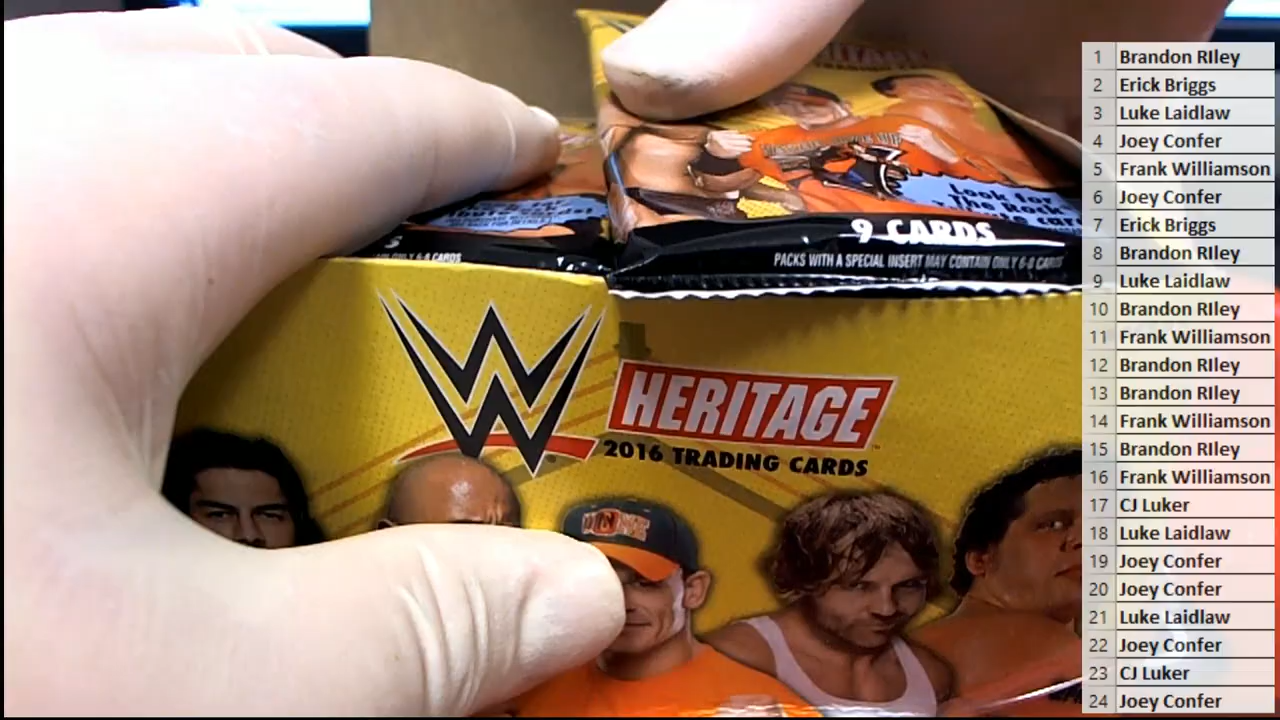 Look for
The Rock
9 CARDS
PACKS WITH A SPECIAL INSERT MAY CONTAIN ONLY 6-8 CARDS
ONLY 6-8 CARDS
W
HERITAGE
2016 TRADING CARDS
1 Brandon RIley
2 Erick Briggs
3 Luke Laidlaw
4 Joey Confer
5 Frank Williamson
6 Joey Confer
7 Erick Briggs
8 Brandon RIley
9 Luke Laidlaw
10 Brandon RIley
11 Frank Williamson
12 Brandon RIley
13 Brandon RIley
14 Frank Williamson
15 Brandon RIley
16 Frank Williamson
17 CJ Luker
18 Luke Laidlaw
19 Joey Confer
20 Joey Confer
21 Luke Laidlaw
22 Joey Confer
23 CJ Luker
24 Joey Confer